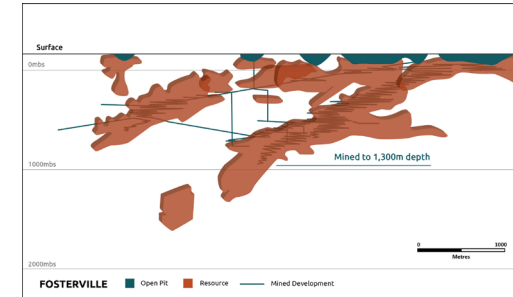 Surface
0mbs
Mined to 1,300m depth
1000mbs
0 1000
Metres
2000mbs
FOSTERVILLE Open Pit Resource Mined Development